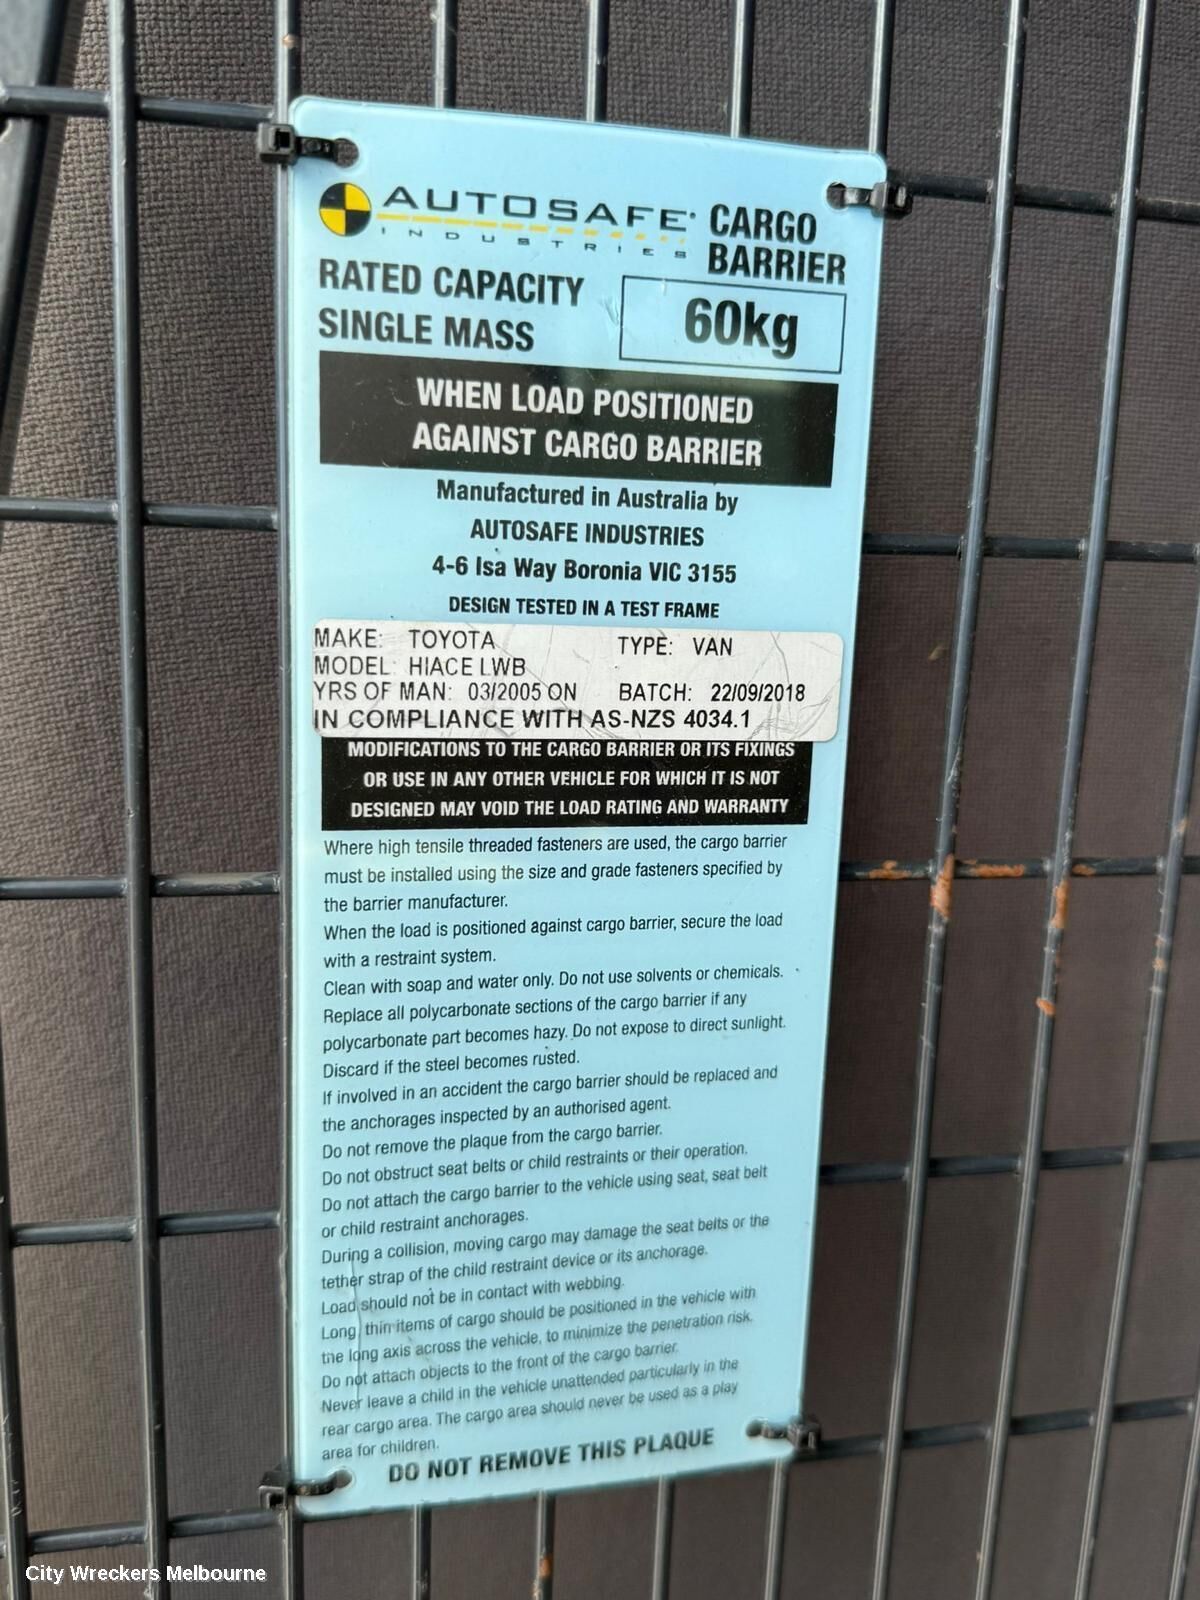 AUTOSAFE INDUSTRIES CARGO BARRIER
RATED CAPACITY
SINGLE MASS
60kg
WHEN LOAD POSITIONED
AGAINST CARGO BARRIER
Manufactured in Australia by
AUTOSAFE INDUSTRIES
4-6 Isa Way Boronia VIC 3155
DESIGN TESTED IN A TEST FRAME
MAKE: TOYOTA TYPE: VAN
MODEL: HIACE LWB
YRS OF MAN: 03/2005 ON BATCH: 22/09/2018
IN COMPLIANCE WITH AS-NZS 4034.1
MODIFICATIONS TO THE CARGO BARRIER OR ITS FIXINGS
OR USE IN ANY OTHER VEHICLE FOR WHICH IT IS NOT
DESIGNED MAY VOID THE LOAD RATING AND WARRANTY
Where high tensile threaded fasteners are used, the cargo barrier
must be installed using the size and grade fasteners specified by
the barrier manufacturer.
When the load is positioned against cargo barrier, secure the load
with a restraint system.
Clean with soap and water only. Do not use solvents or chemicals.
Replace all polycarbonate sections of the cargo barrier if any
polycarbonate part becomes hazy. Do not expose to direct sunlight.
Discard if the steel becomes rusted.
If involved in an accident the cargo barrier should be replaced and
the anchorages inspected by an authorised agent.
Do not remove the plaque from the cargo barrier.
Do not obstruct seat belts or child restraints or their operation.
Do not attach the cargo barrier to the vehicle using seat, seat belt
or child restraint anchorages.
During a collision, moving cargo may damage the seat belts or the
tether strap of the child restraint device or its anchorage.
Load should not be in contact with webbing.
Long, thin items of cargo should be positioned in the vehicle with
the long axis across the vehicle, to minimize the penetration risk.
Do not attach objects to the front of the cargo barrier.
Never leave a child in the vehicle unattended particularly in the
rear cargo area. The cargo area should never be used as a play
area for children.
DO NOT REMOVE THIS PLAQUE
City Wreckers Melbourne